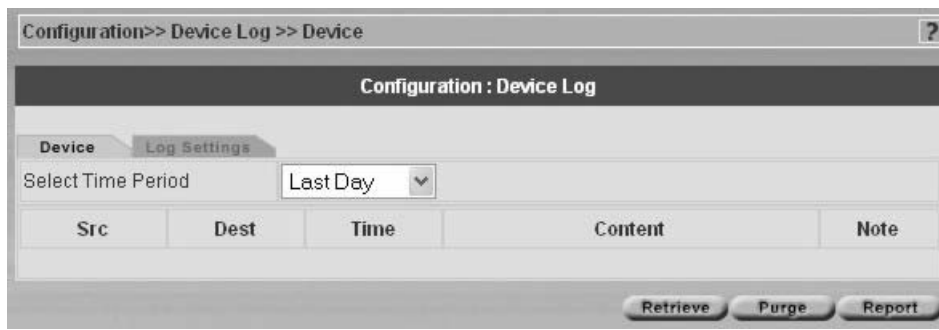 Configuration>> Device Log >> Device ?
Configuration : Device Log
Device Log Settings
Select Time Period Last Day
Src Dest Time Content Note
Retrieve Purge Report